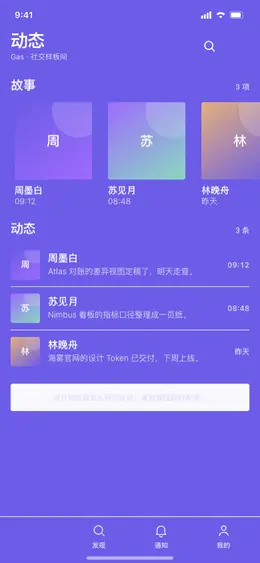 9:41
动态
Gas · 社交样板间
故事
3 项
周
苏
林
周墨白
09:12
苏见月
08:48
林晚舟
昨天
动态
3 条
周
周墨白
Atlas 对账的差异视图定稿了，明天走查。
09:12
苏
苏见月
Nimbus 看板的指标口径整理成一页纸。
08:48
林
林晚舟
海雾官网的设计 Token 已交付，下周上线。
昨天
发现
通知
我的